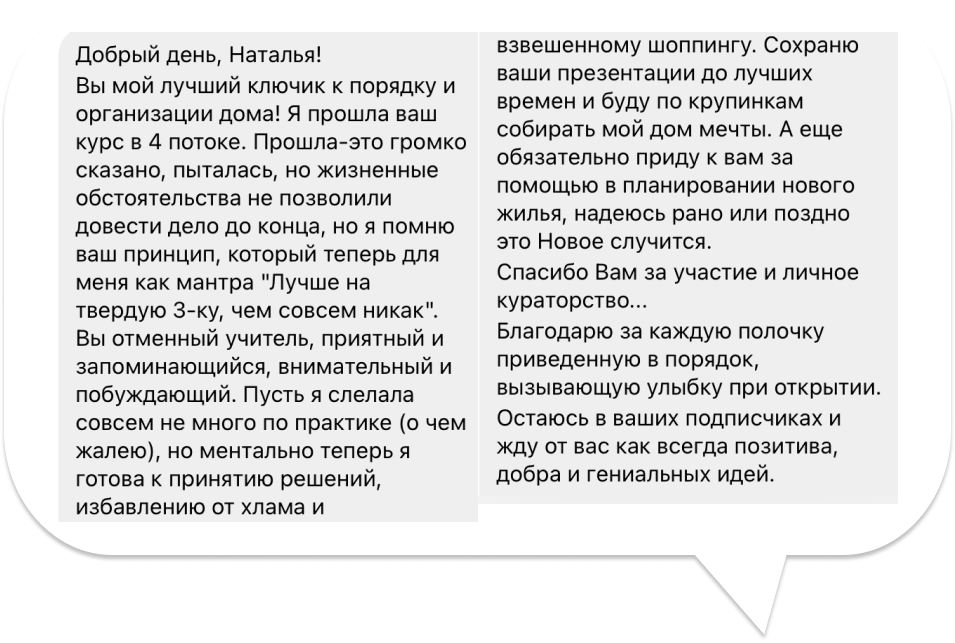 Добрый день, Наталья!
Вы мой лучший ключик к порядку и
организации дома! Я прошла ваш
курс в 4 потоке. Прошла-это громко
сказано, пыталась, но жизненные
обстоятельства не позволили
довести дело до конца, но я помню
ваш принцип, который теперь для
меня как мантра "Лучше на
твердую 3-ку, чем совсем никак".
Вы отменный учитель, приятный и
запоминающийся, внимательный и
побуждающий. Пусть я слелала
совсем не много по практике (о чем
жалею), но ментально теперь я
готова к принятию решений,
избавлению от хлама и
взвешенному шоппингу. Сохраню
ваши презентации до лучших
времен и буду по крупинкам
собирать мой дом мечты. А еще
обязательно приду к вам за
помощью в планировании нового
жилья, надеюсь рано или поздно
это Новое случится.
Спасибо Вам за участие и личное
кураторство...
Благодарю за каждую полочку
приведенную в порядок,
вызывающую улыбку при открытии.
Остаюсь в ваших подписчиках и
жду от вас как всегда позитива,
добра и гениальных идей.